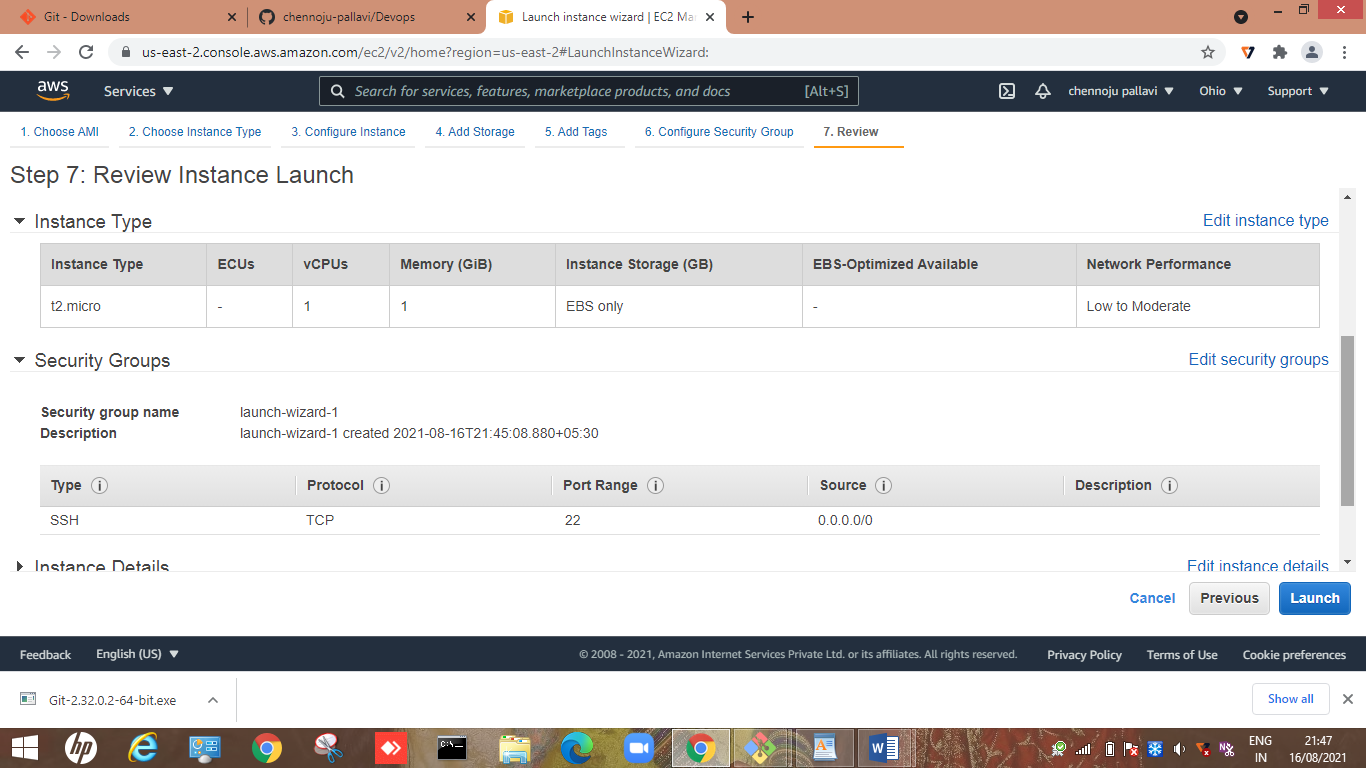 Git - Downloads
chennoju-pallavi/Devops
Launch instance wizard | EC2 Ma
us-east-2.console.aws.amazon.com/ec2/v2/home?region=us-east-2#LaunchInstanceWizard:
aws Services Search for services, features, marketplace products, and docs [Alt+S] chennoju pallavi Ohio Support
1. Choose AMI 2. Choose Instance Type 3. Configure Instance 4. Add Storage 5. Add Tags 6. Configure Security Group 7. Review
Step 7: Review Instance Launch
Instance Type Edit instance type
Instance Type ECUs vCPUs Memory (GiB) Instance Storage (GB) EBS-Optimized Available Network Performance
t2.micro - 1 1 EBS only - Low to Moderate
Security Groups Edit security groups
Security group name launch-wizard-1
Description launch-wizard-1 created 2021-08-16T21:45:08.880+05:30
Type Protocol Port Range Source Description
SSH TCP 22 0.0.0.0/0
Instance Details Edit instance details
Cancel Previous Launch
Feedback English (US) © 2008 - 2021, Amazon Internet Services Private Ltd. or its affiliates. All rights reserved. Privacy Policy Terms of Use Cookie preferences
Git-2.32.0.2-64-bit.exe Show all
ENG 21:47
IN 16/08/2021